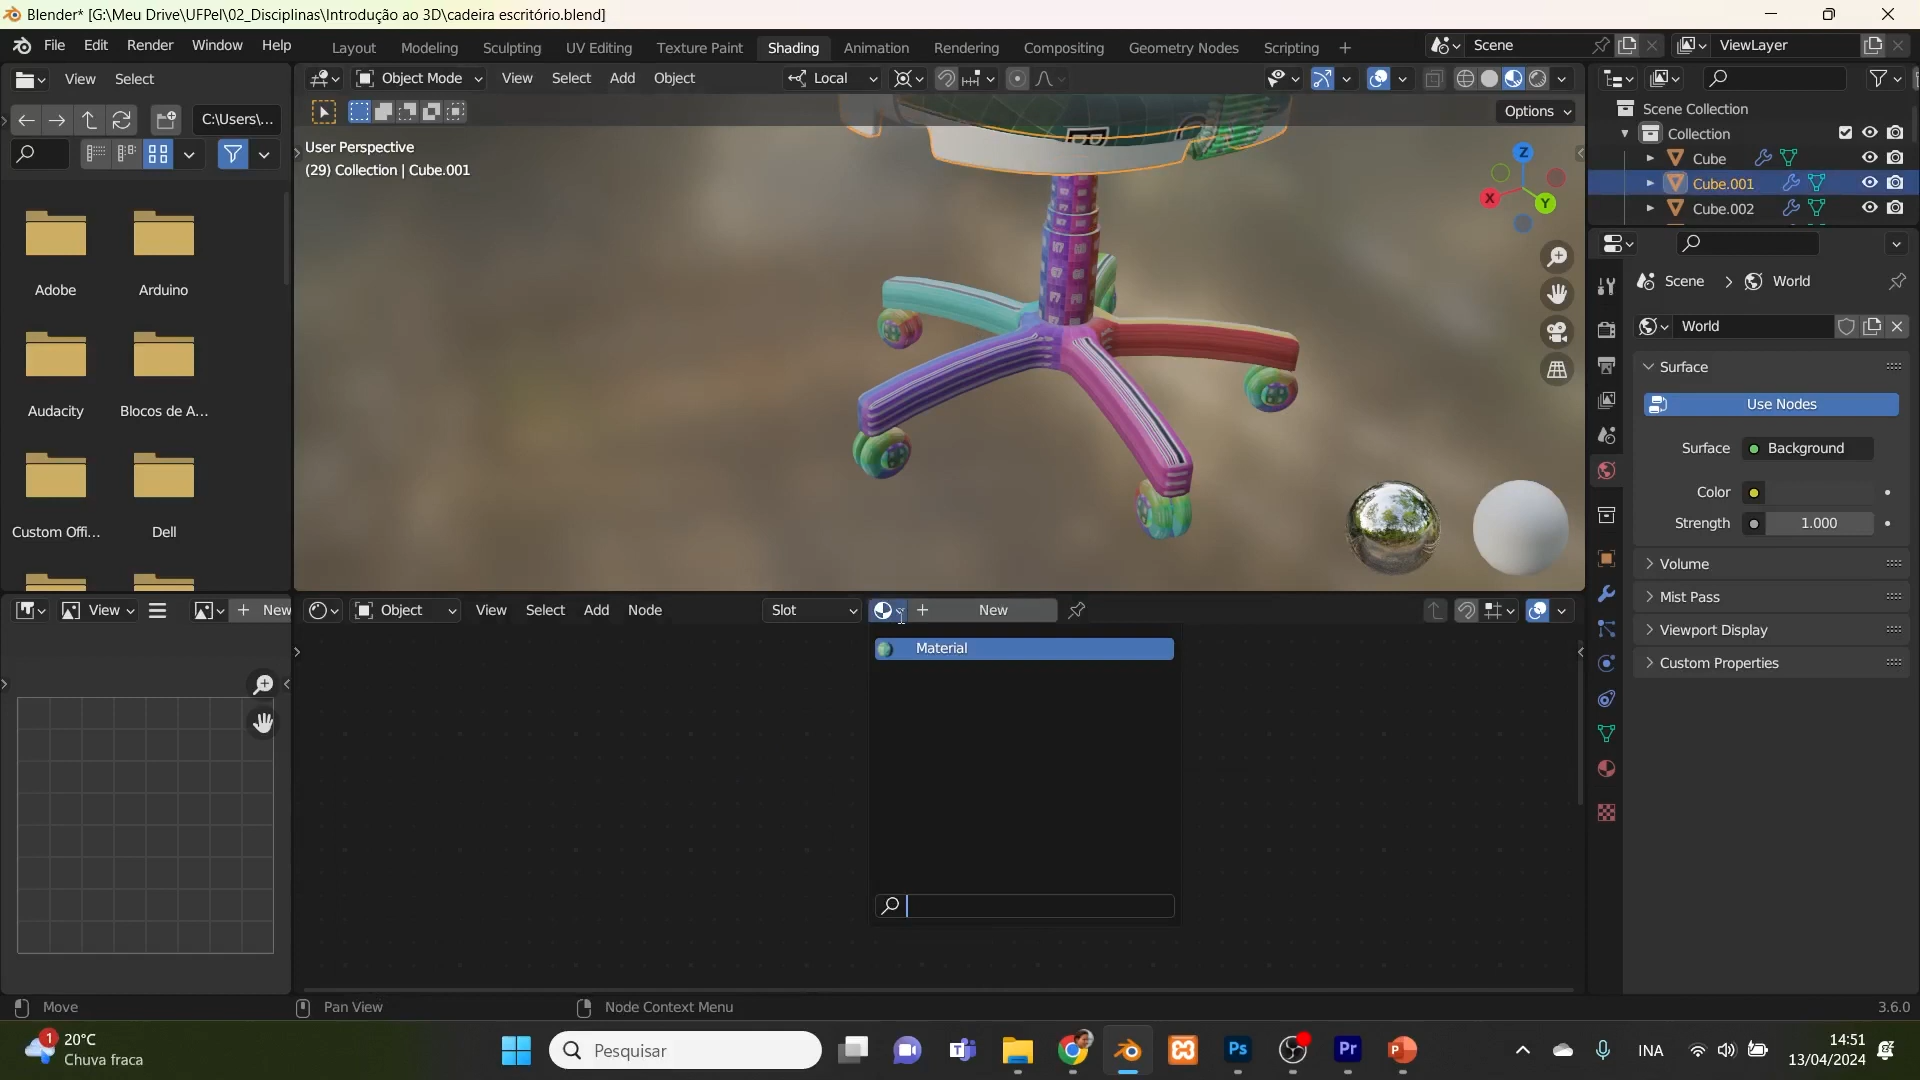 Blender* [G:\Meu Drive\UFPel\02_Disciplinas\Introdução ao 3D\cadeira escritório.blend]
File Edit Render Window Help Layout Modeling Sculpting UV Editing Texture Paint Shading Animation Rendering Compositing Geometry Nodes Scripting + Scene ViewLayer
View Select Object Mode View Select Add Object Local
C:\Users\... Options
User Perspective
(29) Collection | Cube.001
Scene Collection
Collection
Cube
Cube.001
Cube.002
Z
X
Y
Adobe Arduino
Audacity Blocos de A...
Custom Offi... Dell
Scene > World
World
Surface
Use Nodes
Surface Background
Color
Strength 1.000
Volume
Mist Pass
Viewport Display
Custom Properties
View + New Object View Select Add Node Slot + New
Material
Move Pan View Node Context Menu 3.6.0
1 20°C
Chuva fraca
Pesquisar
Ps
Pr
INA
14:51
13/04/2024